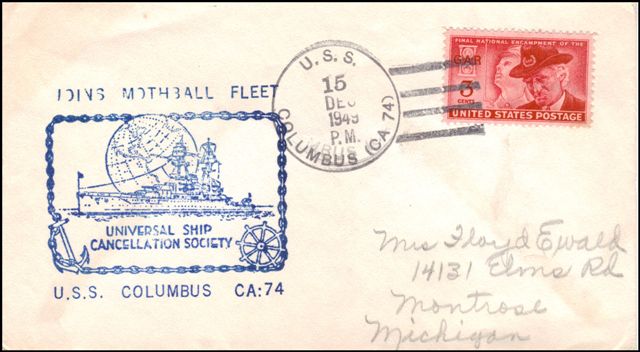 JOINS MOTHBALL FLEET
UNIVERSAL SHIP
CANCELLATION SOCIETY
U.S.S. COLUMBUS CA:74
U.S.S.
15
DEC
1949
P.M.
COLUMBUS (CA 74)
FINAL NATIONAL ENCAMPMENT OF THE
GAR
3
CENTS
UNITED STATES POSTAGE
Mrs Floyd Ewald
14131 Elms Rd
Montrose
Michigan